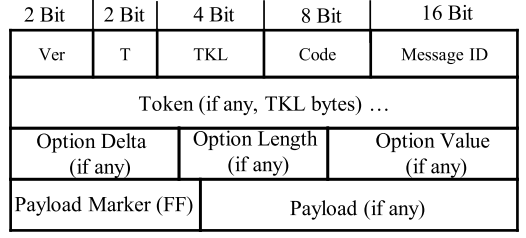 2 Bit 2 Bit 4 Bit 8 Bit 16 Bit
Ver T TKL Code Message ID
Token (if any, TKL bytes) …
Option Delta Option Length Option Value
(if any) (if any) (if any)
Payload Marker (FF) Payload (if any)